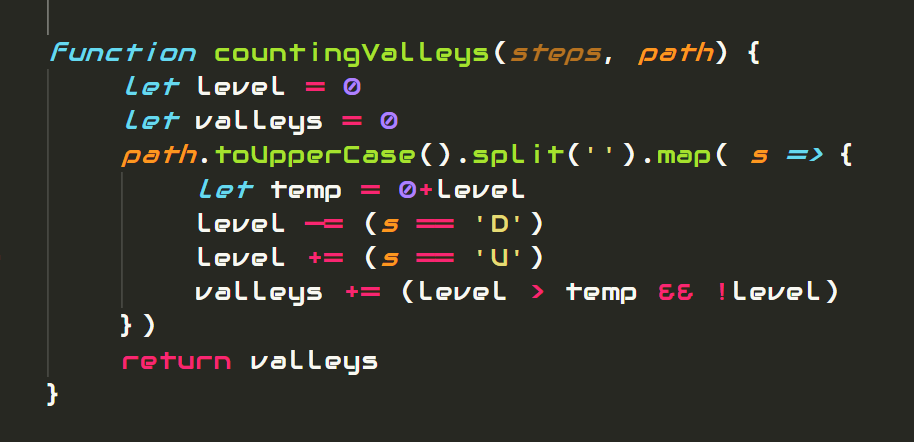 function countingValleys(steps, path) {
let level = 0
let valleys = 0
path.toUpperCase().split('').map( s => {
let temp = 0+level
level -= (s == 'D')
level += (s == 'U')
valleys += (level > temp && !level)
})
return valleys
}